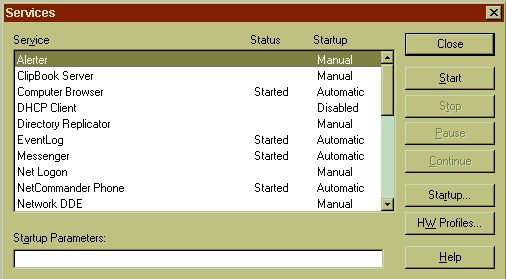 Services
Service Status Startup
Alerter Manual
ClipBook Server Manual
Computer Browser Started Automatic
DHCP Client Disabled
Directory Replicator Manual
EventLog Started Automatic
Messenger Started Automatic
Net Logon Manual
NetCommander Phone Started Automatic
Network DDE Manual
Startup Parameters:
Close
Start
Stop
Pause
Continue
Startup...
HW Profiles...
Help